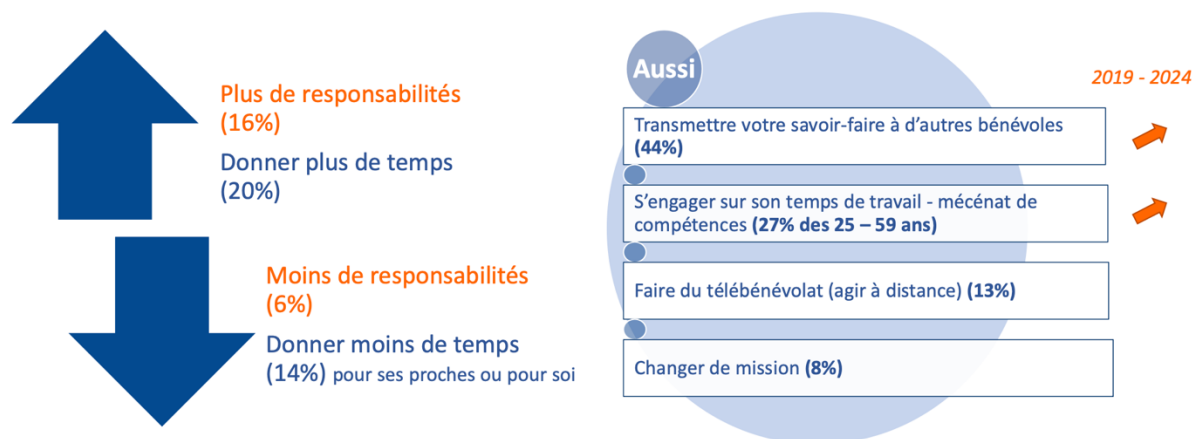 Plus de responsabilités
(16%)
Donner plus de temps
(20%)
Moins de responsabilités
(6%)
Donner moins de temps
(14%) pour ses proches ou pour soi
Aussi
2019 - 2024
Transmettre votre savoir-faire à d’autres bénévoles
(44%)
S’engager sur son temps de travail - mécénat de
compétences (27% des 25 – 59 ans)
Faire du télébénévolat (agir à distance) (13%)
Changer de mission (8%)